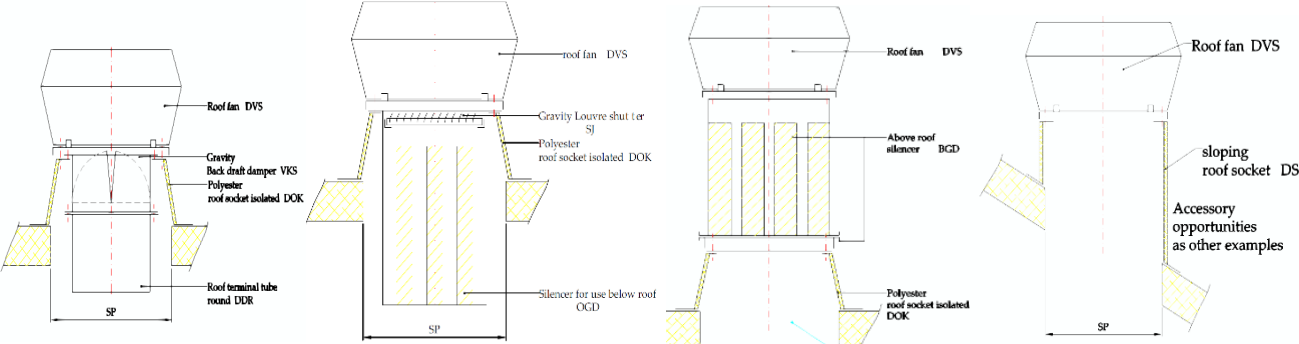 Roof fan DVS
Gravity
Back draft damper VKS
Polyester
roof socket isolated DOK
Roof terminal tube
round DDR
SP
roof fan DVS
Gravity Louvre shut ter
SJ
Polyester
roof socket isolated DOK
Silencer for use below roof
OGD
SP
Roof fan DVS
Above roof
silencer BGD
Polyester
roof socket isolated
DOK
Roof fan DVS
sloping
roof socket DS
Accessory
opportunities
as other examples
SP